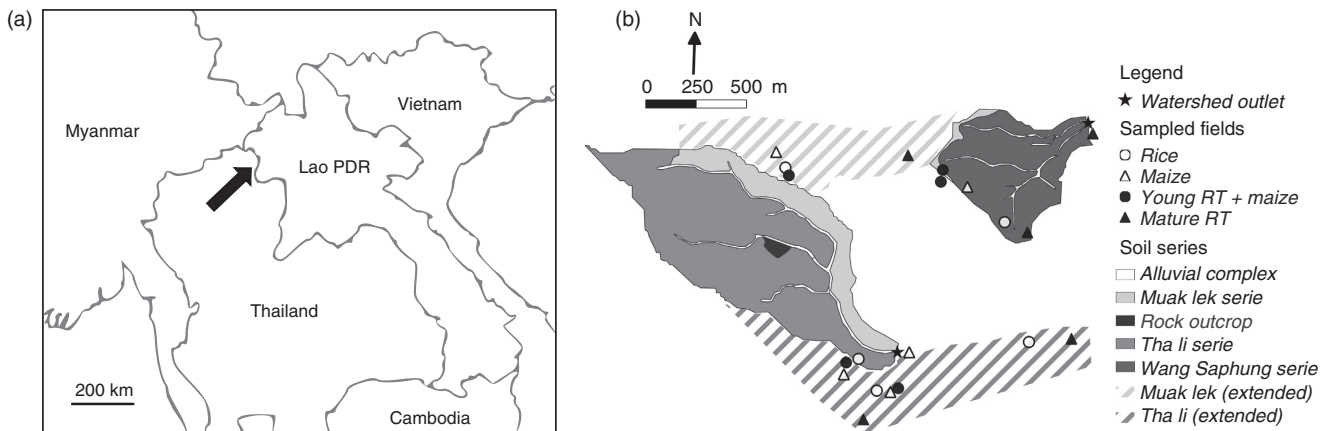 (a)
Myanmar
Vietnam
Lao PDR
Thailand
Cambodia
200 km
(b)
N
0 250 500 m
Legend
Watershed outlet
Sampled fields
Rice
Maize
Young RT + maize
Mature RT
Soil series
Alluvial complex
Muak lek serie
Rock outcrop
Tha li serie
Wang Saphung serie
Muak lek (extended)
Tha li (extended)